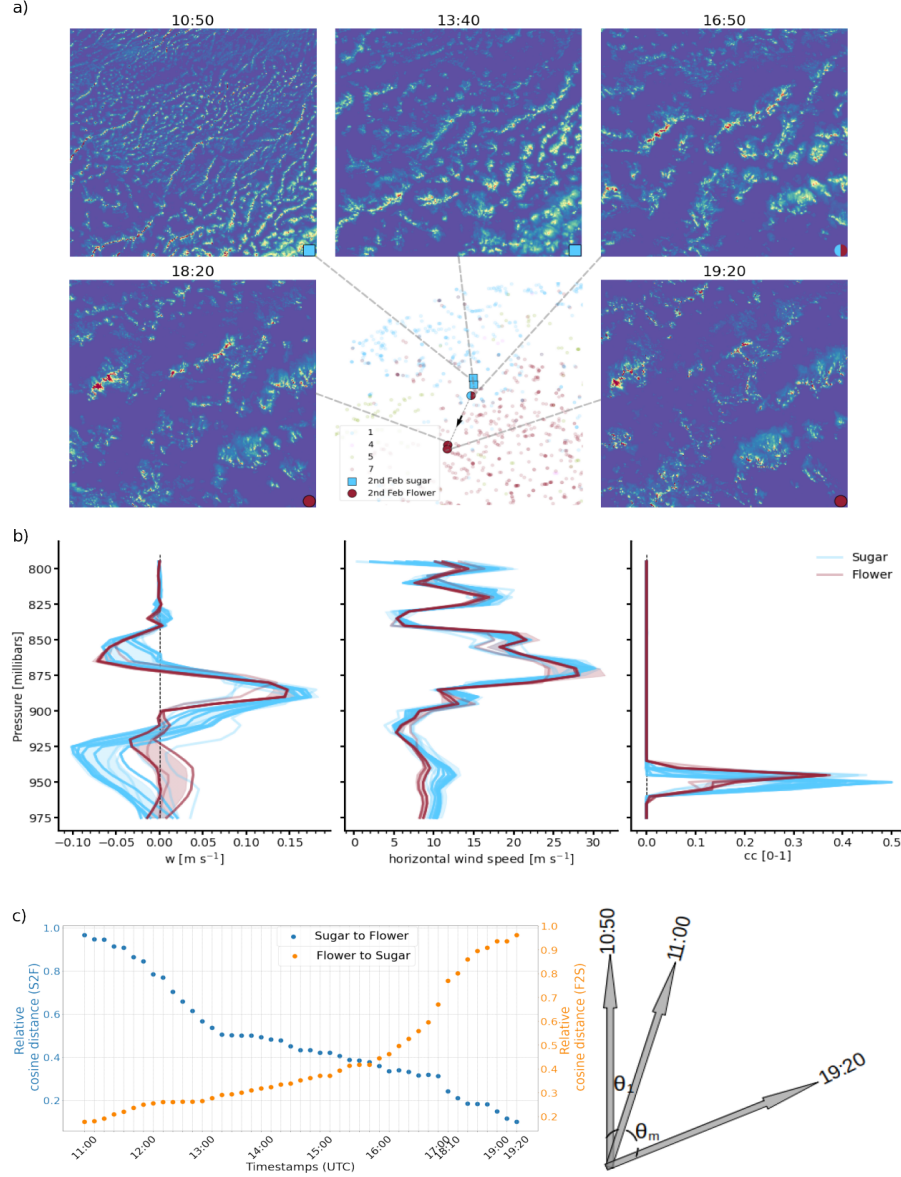 a)
10:50
13:40
16:50
18:20
19:20
1
4
5
7
2nd Feb sugar
2nd Feb Flower
b)
Sugar
Flower
Pressure [millibars]
800
825
850
875
900
925
950
975
−0.10 −0.05 0.00 0.05 0.10 0.15
w [m s⁻¹]
0 5 10 15 20 25 30
horizontal wind speed [m s⁻¹]
0.0 0.1 0.2 0.3 0.4 0.5
cc [0-1]
c)
Relative
cosine distance (S2F)
1.0
0.8
0.6
0.4
0.2
Sugar to Flower
Flower to Sugar
1.0
0.9
0.8
0.7
0.6
0.5
0.4
0.3
0.2
Relative
cosine distance (F2S)
11:00 12:00 13:00 14:00 15:00 16:00 17:00 18:10 19:00 19:20
Timestamps (UTC)
10:50
11:00
19:20
θ1
θm